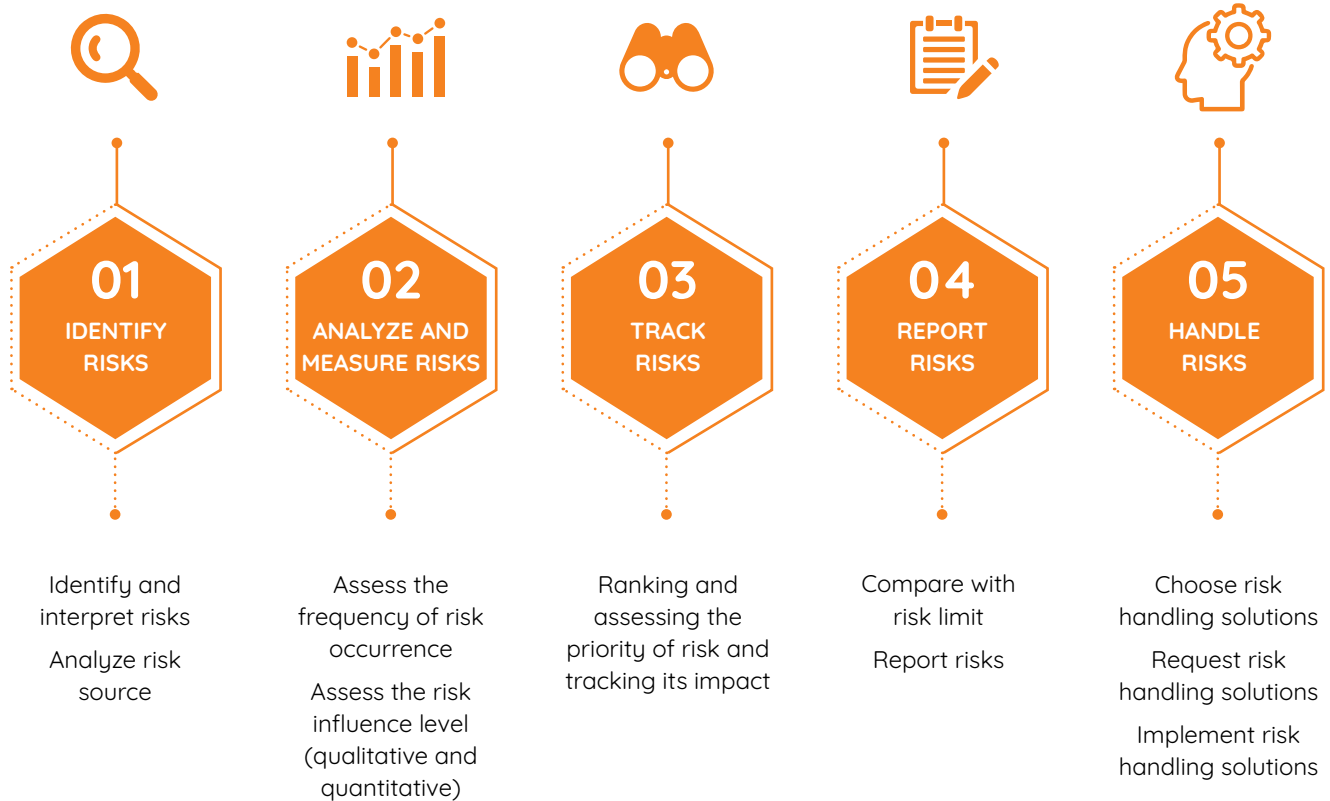 01
IDENTIFY
RISKS
Identify and
interpret risks
Analyze risk
source
02
ANALYZE AND
MEASURE RISKS
Assess the
frequency of risk
occurrence
Assess the risk
influence level
(qualitative and
quantitative)
03
TRACK
RISKS
Ranking and
assessing the
priority of risk and
tracking its impact
04
REPORT
RISKS
Compare with
risk limit
Report risks
05
HANDLE
RISKS
Choose risk
handling solutions
Request risk
handling solutions
Implement risk
handling solutions